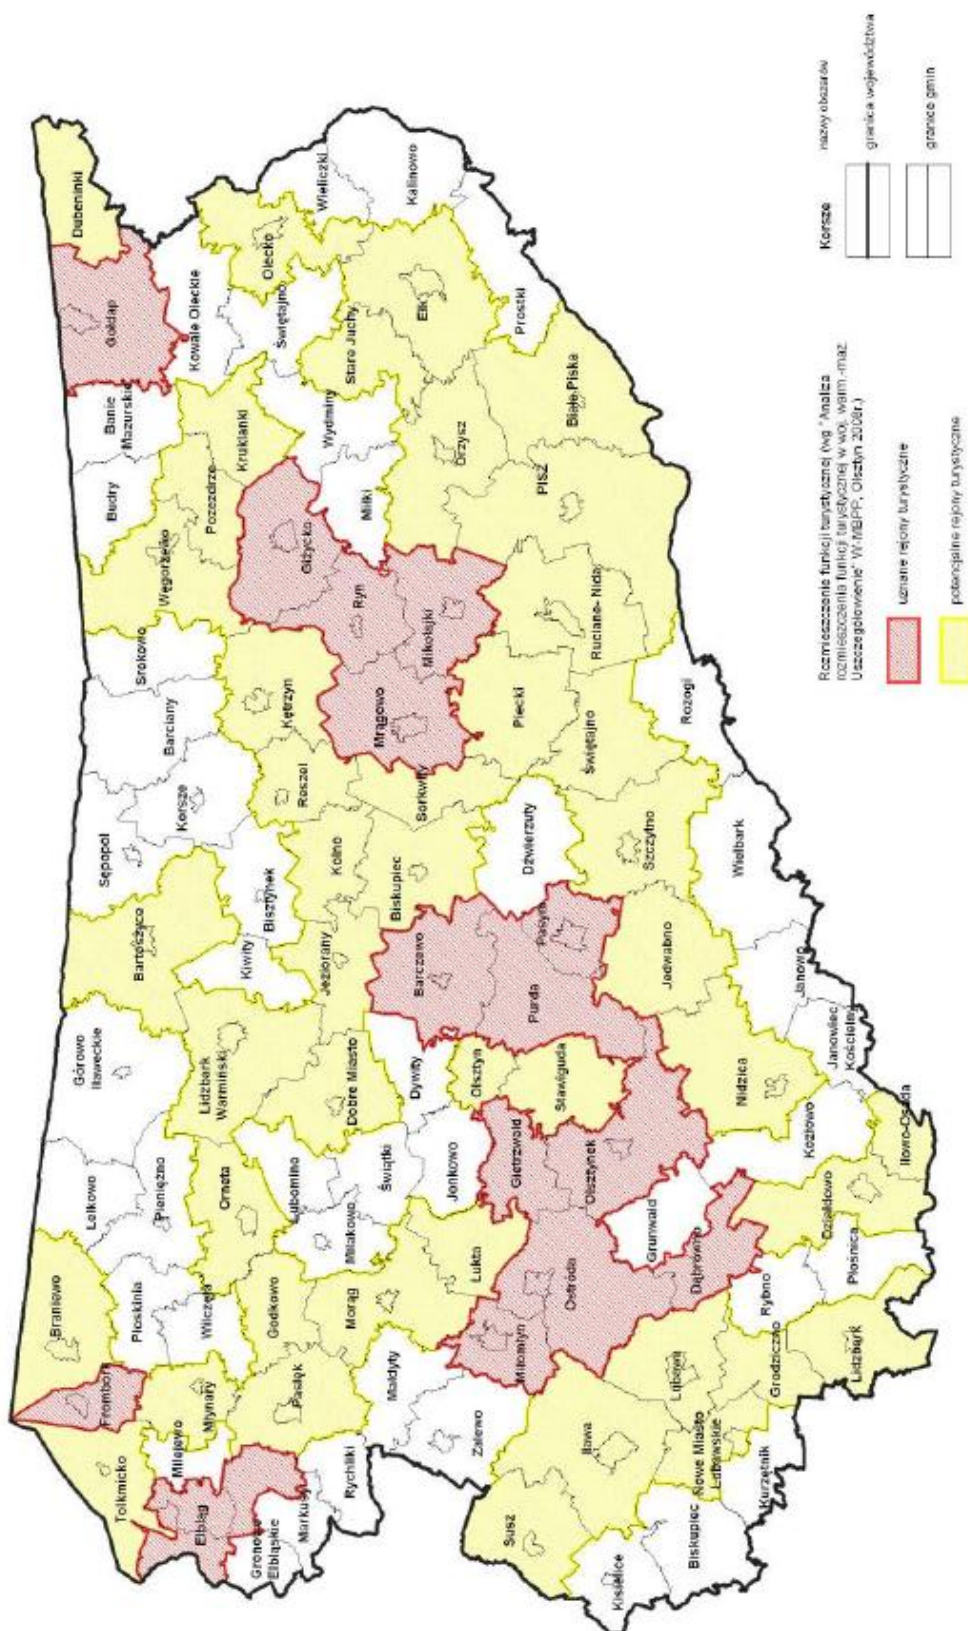 Dubeninki
Gołdap
Banie
Mazurskie
Budry
Węgorzewo
Pozezdrze
Kruklanki
Kowale Oleckie
Olecko
Świętajno
Wieliczki
Kalinowo
Stare Juchy
Ełk
Prostki
Wydminy
Giżycko
Miłki
Orzysz
Biała Piska
PISZ
Ryn
Mikołajki
Mrągowo
Ruciane- Nida
Piecki
Świętajno
Rozogi
Srokowo
Barciany
Kętrzyn
Korsze
Reszel
Sorkwity
Sępopol
Bartoszyce
Bisztynek
Kolno
Biskupiec
Dźwierzuty
Szczytno
Wielbark
Kiwity
Jeziorany
Barczewo
Pasym
Purda
Jedwabno
Janowo
Janowiec
Kościelny
Górowo
Iławeckie
Lidzbark
Warmiński
Dobre Miasto
Dywity
Olsztyn
Stawiguda
Nidzica
Kozłowo
Iłowo-Osada
Lelkowo
Pieniężno
Orneta
Lubomino
Świątki
Miłakowo
Jonkowo
Gietrzwałd
Olsztynek
Grunwald
Dąbrówno
Działdowo
Płośnica
Rybno
Braniewo
Płoskinia
Wilczęta
Godkowo
Morąg
Łukta
Ostróda
Miłomłyn
Małdyty
Zalewo
Frombork
Młynary
Pasłęk
Tolkmicko
Milejewo
Elbląg
Gronowo
Elbląskie
Markusy
Rychliki
Susz
Iława
Lubawa
Grodziczno
Lidzbark
Nowe Miasto
Lubawskie
Kurzętnik
Biskupiec
Kisielice
Rozmieszczenie funkcji turystycznej (wg "Analiza
rozmieszczenia funkcji turystycznej w woj. warm.-maz.
Uszczegółowienie" W-MBPP, Olsztyn 2008r.)
uznane rejony turystyczne
potencjalne rejony turystyczne
Korsze nazwy obszarów
granica województwa
granice gmin